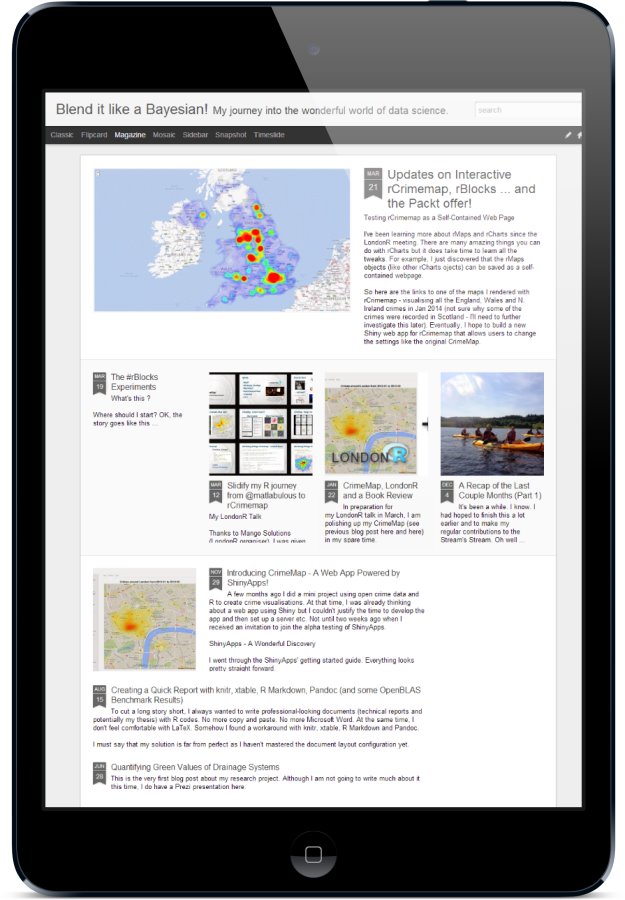 Blend it like a Bayesian! My journey into the wonderful world of data science.
search
Classic Flipcard Magazine Mosaic Sidebar Snapshot Timeslide
MAR
21
Updates on Interactive
rCrimemap, rBlocks ... and
the Packt offer!
Testing rCrimemap as a Self-Contained Web Page
I've been learning more about rMaps and rCharts since the
LondonR meeting. There are many amazing things you can
do with rCharts but it does take time to learn all the
tweaks. For example, I just discovered that the rMaps
objects (like other rCharts ojects) can be saved as a self-
contained webpage.
So here are the links to one of the maps I rendered with
rCrimemap - visualising all the England, Wales and N.
Ireland crimes in Jan 2014 (not sure why some of the
crimes were recorded in Scotland - I'll need to further
investigate this later). Eventually, I hope to build a new
Shiny web app for rCrimemap that allows users to change
the settings like the original CrimeMap.
SCOTLAND
ENGLAND
MAR
19
The #rBlocks
Experiments
What's this ?
Where should I start? OK, the
story goes like this ...
MAR
12
Slidify my R journey
from @matlabulous to
rCrimemap
My LondonR Talk
Thanks to Mango Solutions
(LondonR organiser), I was given
LONDON R
JAN
22
CrimeMap, LondonR
and a Book Review
In preparation for
my LondonR talk in March, I am
polishing up my CrimeMap (see
previous blog post here and here)
in my spare time.
DEC
4
A Recap of the Last
Couple Months (Part 1)
It's been a while. I know. I
had hoped to finish this a lot
earlier and to make my
regular contributions to the
Stream's Stream. Oh well ...
NOV
29
Introducing CrimeMap - A Web App Powered by
ShinyApps!
A few months ago I did a mini project using open crime data and
R to create crime visualisations. At that time, I was already thinking
about a web app using Shiny but I couldn't justify the time to develop the
app and then set up a server etc. Not until two weeks ago when I
received an invitation to join the alpha testing of ShinyApps.
ShinyApps - A Wonderful Discovery
I went through the ShinyApps' getting started guide. Everything looks
pretty straight forward.
AUG
15
Creating a Quick Report with knitr, xtable, R Markdown, Pandoc (and some OpenBLAS
Benchmark Results)
To cut a long story short, I always wanted to write professional-looking documents (technical reports and
potentially my thesis) with R codes. No more copy and paste. No more Microsoft Word. At the same time, I
don't feel comfortable with LaTeX. Somehow I found a workaround with knitr, xtable, R Markdown and Pandoc.
I must say that my solution is far from perfect as I haven't mastered the document layout configuration yet.
JUN
28
Quantifying Green Values of Drainage Systems
This is the very first blog post about my research project. Although I am not going to write much about it
this time, I do have a Prezi presentation here.